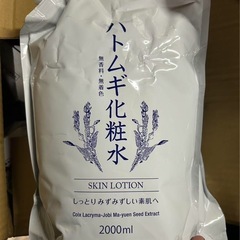 ハトムギ化粧水
無香料・無着色
SKIN LOTION
しっとりみずみずしい素肌へ
Coix Lacryma-Jobi Ma-yuen Seed Extract
2000ml